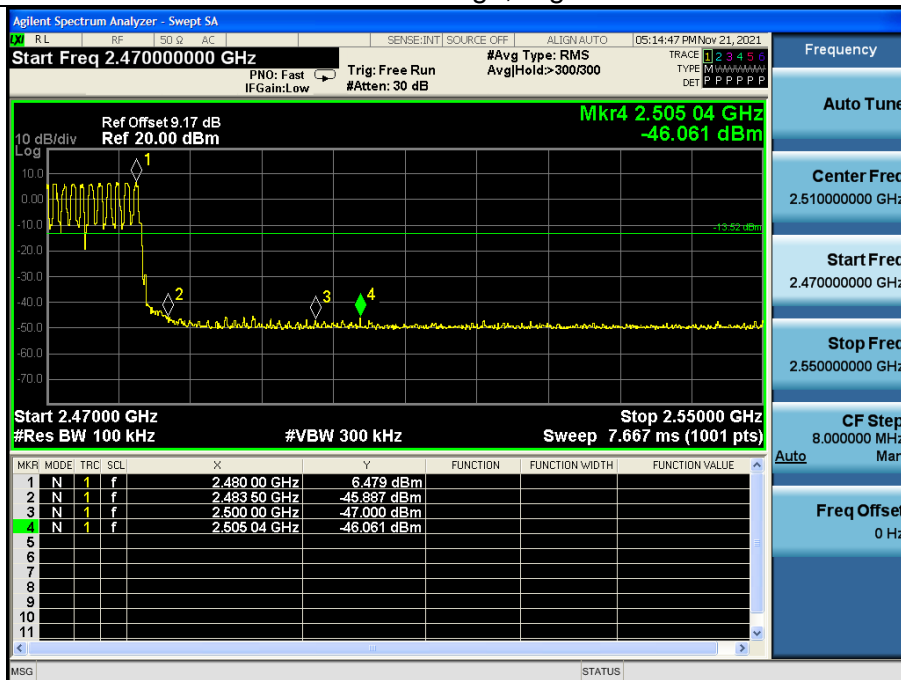 Agilent Spectrum Analyzer - Swept SA
LXI RL RF 50 Ω AC SENSE:INT SOURCE OFF ALIGN AUTO 05:14:47 PM Nov 21, 2021
Start Freq 2.470000000 GHz
PNO: Fast
IFGain:Low
Trig: Free Run
#Atten: 30 dB
#Avg Type: RMS
Avg|Hold:>300/300
TRACE 1 2 3 4 5 6
TYPE M WWWWW
DET P P P P P P
Mkr4 2.505 04 GHz
-46.061 dBm
Ref Offset 9.17 dB
10 dB/div Ref 20.00 dBm
Log
10.0
0.00
-10.0
-20.0
-30.0
-40.0
-50.0
-60.0
-70.0
1
2
3
4
-13.52 dBm
Start 2.47000 GHz Stop 2.55000 GHz
#Res BW 100 kHz #VBW 300 kHz Sweep 7.667 ms (1001 pts)
MKR MODE TRC SCL X Y FUNCTION FUNCTION WIDTH FUNCTION VALUE
1 N 1 f 2.480 00 GHz 6.479 dBm
2 N 1 f 2.483 50 GHz -45.887 dBm
3 N 1 f 2.500 00 GHz -47.000 dBm
4 N 1 f 2.505 04 GHz -46.061 dBm
5
6
7
8
9
10
11
MSG STATUS
Frequency
Auto Tune
Center Freq
2.510000000 GHz
Start Freq
2.470000000 GHz
Stop Freq
2.550000000 GHz
CF Step
8.000000 MHz
Auto Man
Freq Offset
0 Hz